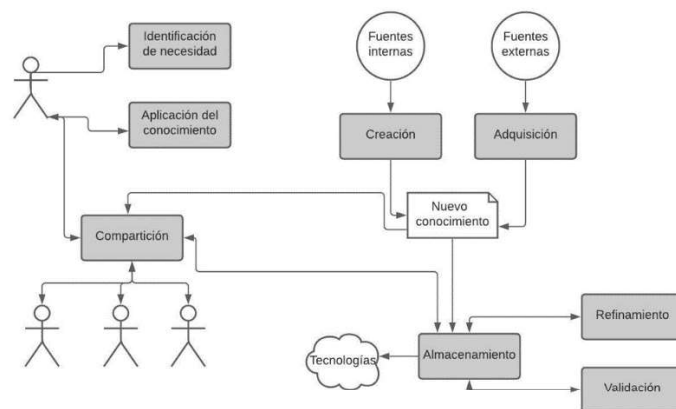 Identificación
de necesidad
Fuentes
internas
Fuentes
externas
Aplicación del
conocimiento
Creación
Adquisición
Nuevo
conocimiento
Compartición
Refinamiento
Tecnologías
Almacenamiento
Validación